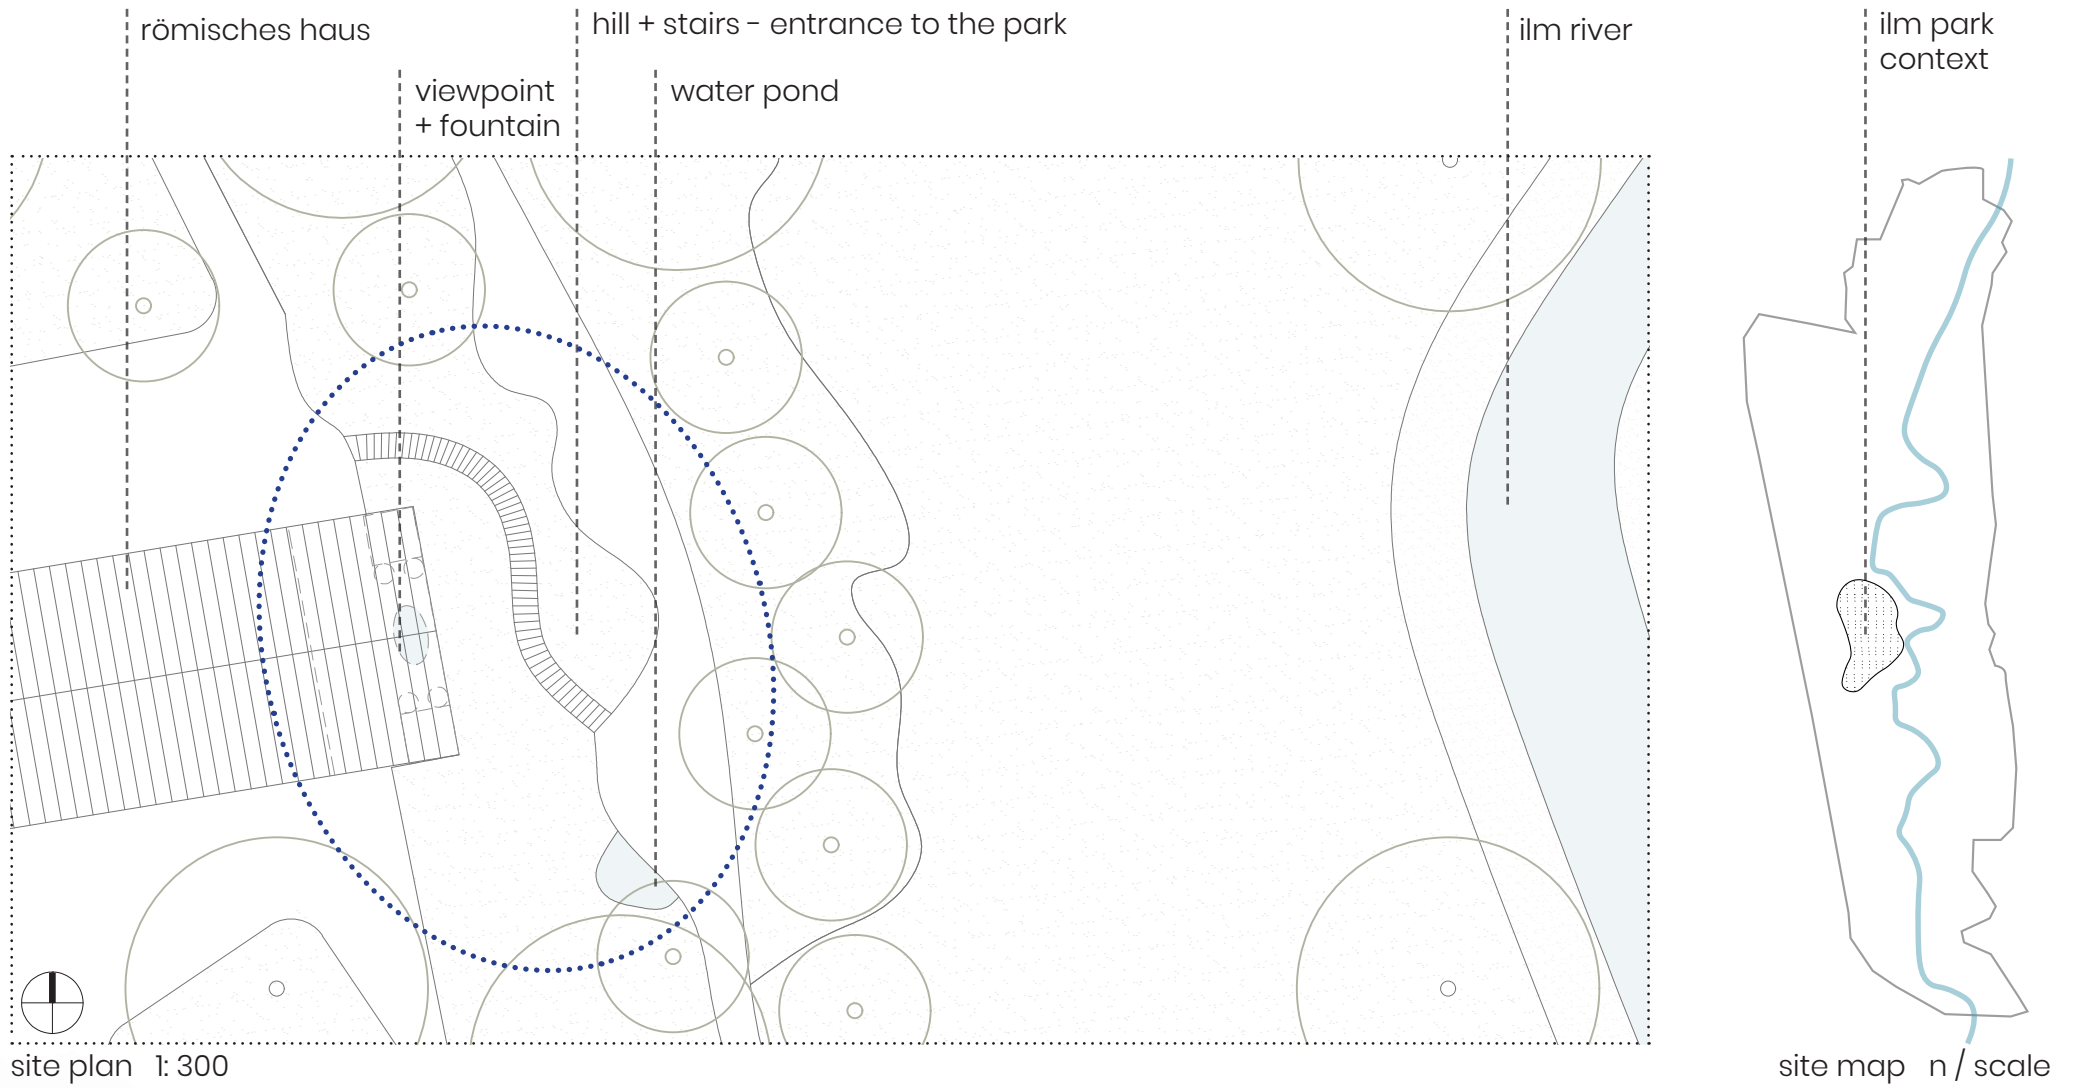 römisches haus
hill + stairs - entrance to the park
ilm river
ilm park
context
viewpoint
+ fountain
water pond
site plan 1: 300
site map n / scale